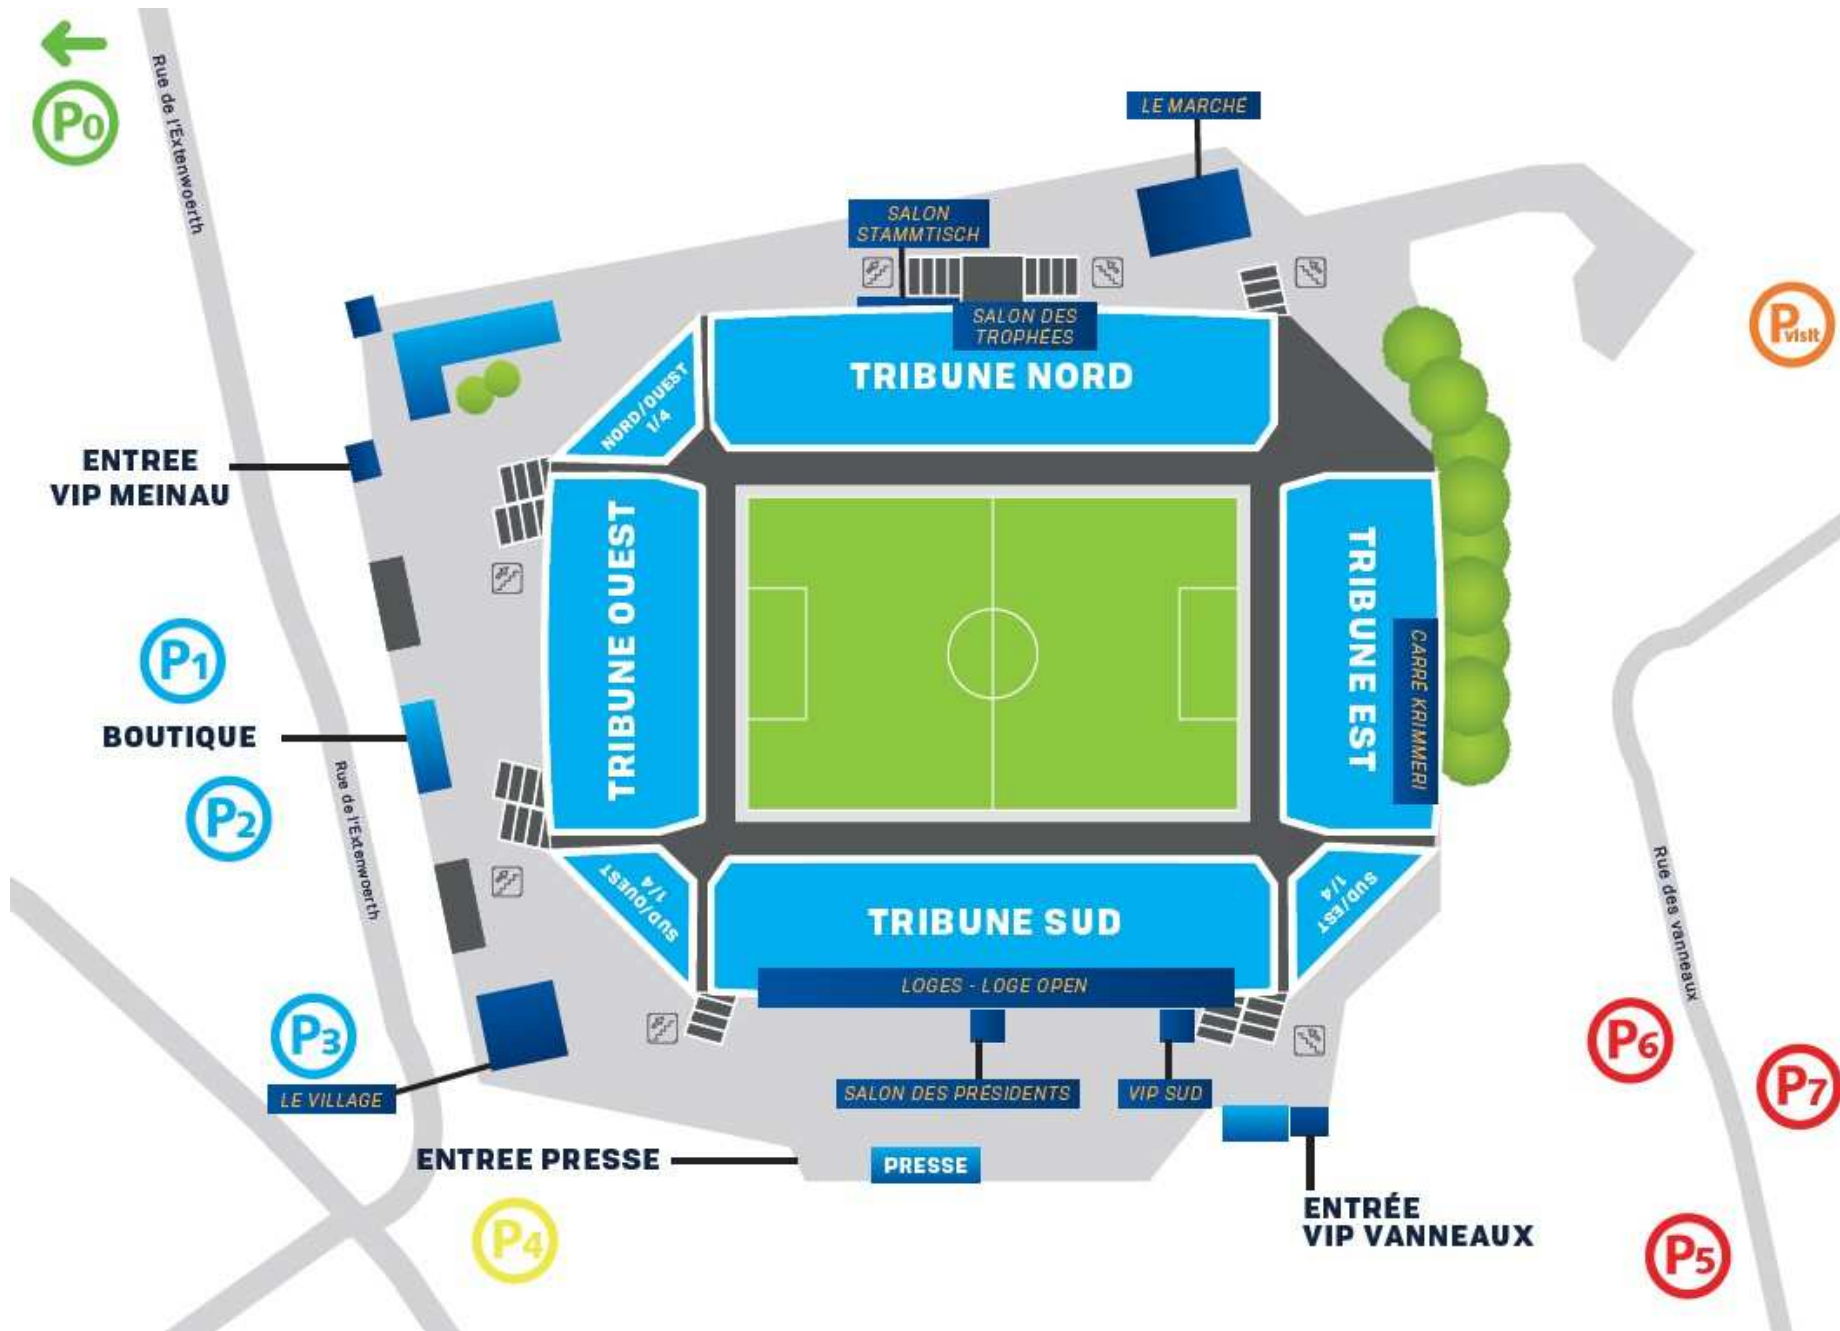 P0
Rue de l'Extenwoerth
LE MARCHÉ
SALON
STAMMTISCH
SALON DES
TROPHÉES
TRIBUNE NORD
NORD/OUEST
1/4
Pvisit
ENTREE
VIP MEINAU
TRIBUNE OUEST
TRIBUNE EST
CARRÉ KRIMMERI
P1
BOUTIQUE
P2
Rue de l'Extenwoerth
SUD/OUEST
1/4
TRIBUNE SUD
SUD/EST
1/4
Rue des vanneaux
LOGES - LOGE OPEN
P3
LE VILLAGE
SALON DES PRÉSIDENTS
VIP SUD
P6
P7
ENTREE PRESSE
PRESSE
P4
ENTRÉE
VIP VANNEAUX
P5